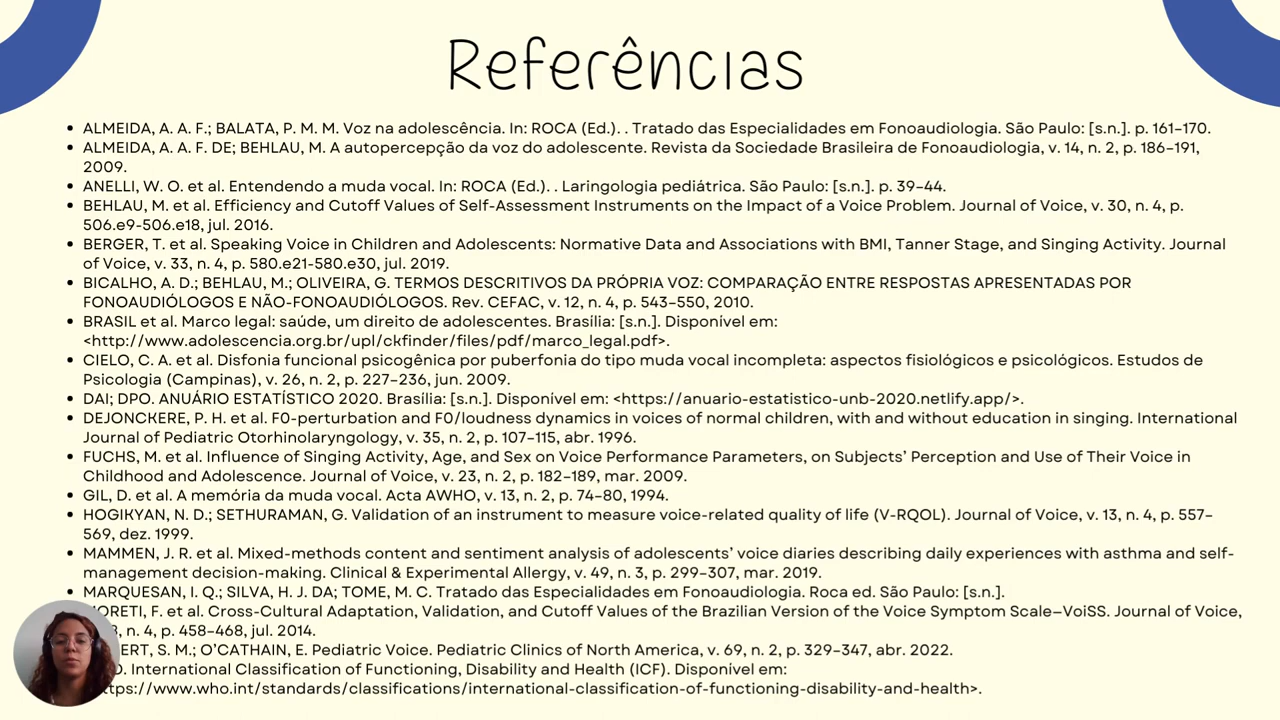 Referências
• ALMEIDA, A. A. F.; BALATA, P. M. M. Voz na adolescência. In: ROCA (Ed.). . Tratado das Especialidades em Fonoaudiologia. São Paulo: [s.n.]. p. 161–170.
• ALMEIDA, A. A. F. DE; BEHLAU, M. A autopercepção da voz do adolescente. Revista da Sociedade Brasileira de Fonoaudiologia, v. 14, n. 2, p. 186–191,
2009.
• ANELLI, W. O. et al. Entendendo a muda vocal. In: ROCA (Ed.). . Laringologia pediátrica. São Paulo: [s.n.]. p. 39–44.
• BEHLAU, M. et al. Efficiency and Cutoff Values of Self-Assessment Instruments on the Impact of a Voice Problem. Journal of Voice, v. 30, n. 4, p.
506.e9-506.e18, jul. 2016.
• BERGER, T. et al. Speaking Voice in Children and Adolescents: Normative Data and Associations with BMI, Tanner Stage, and Singing Activity. Journal
of Voice, v. 33, n. 4, p. 580.e21-580.e30, jul. 2019.
• BICALHO, A. D.; BEHLAU, M.; OLIVEIRA, G. TERMOS DESCRITIVOS DA PRÓPRIA VOZ: COMPARAÇÃO ENTRE RESPOSTAS APRESENTADAS POR
FONOAUDIÓLOGOS E NÃO-FONOAUDIÓLOGOS. Rev. CEFAC, v. 12, n. 4, p. 543–550, 2010.
• BRASIL et al. Marco legal: saúde, um direito de adolescentes. Brasília: [s.n.]. Disponível em:
<http://www.adolescencia.org.br/upl/ckfinder/files/pdf/marco_legal.pdf>.
• CIELO, C. A. et al. Disfonia funcional psicogênica por puberfonia do tipo muda vocal incompleta: aspectos fisiológicos e psicológicos. Estudos de
Psicologia (Campinas), v. 26, n. 2, p. 227–236, jun. 2009.
• DAI; DPO. ANUÁRIO ESTATÍSTICO 2020. Brasília: [s.n.]. Disponível em: <https://anuario-estatistico-unb-2020.netlify.app/>.
• DEJONCKERE, P. H. et al. F0-perturbation and F0/loudness dynamics in voices of normal children, with and without education in singing. International
Journal of Pediatric Otorhinolaryngology, v. 35, n. 2, p. 107–115, abr. 1996.
• FUCHS, M. et al. Influence of Singing Activity, Age, and Sex on Voice Performance Parameters, on Subjects’ Perception and Use of Their Voice in
Childhood and Adolescence. Journal of Voice, v. 23, n. 2, p. 182–189, mar. 2009.
• GIL, D. et al. A memória da muda vocal. Acta AWHO, v. 13, n. 2, p. 74–80, 1994.
• HOGIKYAN, N. D.; SETHURAMAN, G. Validation of an instrument to measure voice-related quality of life (V-RQOL). Journal of Voice, v. 13, n. 4, p. 557–
569, dez. 1999.
• MAMMEN, J. R. et al. Mixed-methods content and sentiment analysis of adolescents’ voice diaries describing daily experiences with asthma and self-
management decision-making. Clinical & Experimental Allergy, v. 49, n. 3, p. 299–307, mar. 2019.
• MARQUESAN, I. Q.; SILVA, H. J. DA; TOME, M. C. Tratado das Especialidades em Fonoaudiologia. Roca ed. São Paulo: [s.n.].
MORETI, F. et al. Cross-Cultural Adaptation, Validation, and Cutoff Values of the Brazilian Version of the Voice Symptom Scale—VoiSS. Journal of Voice,
n. 4, p. 458–468, jul. 2014.
S. M.; O’CATHAIN, E. Pediatric Voice. Pediatric Clinics of North America, v. 69, n. 2, p. 329–347, abr. 2022.
International Classification of Functioning, Disability and Health (ICF). Disponível em:
ttps://www.who.int/standards/classifications/international-classification-of-functioning-disability-and-health>.